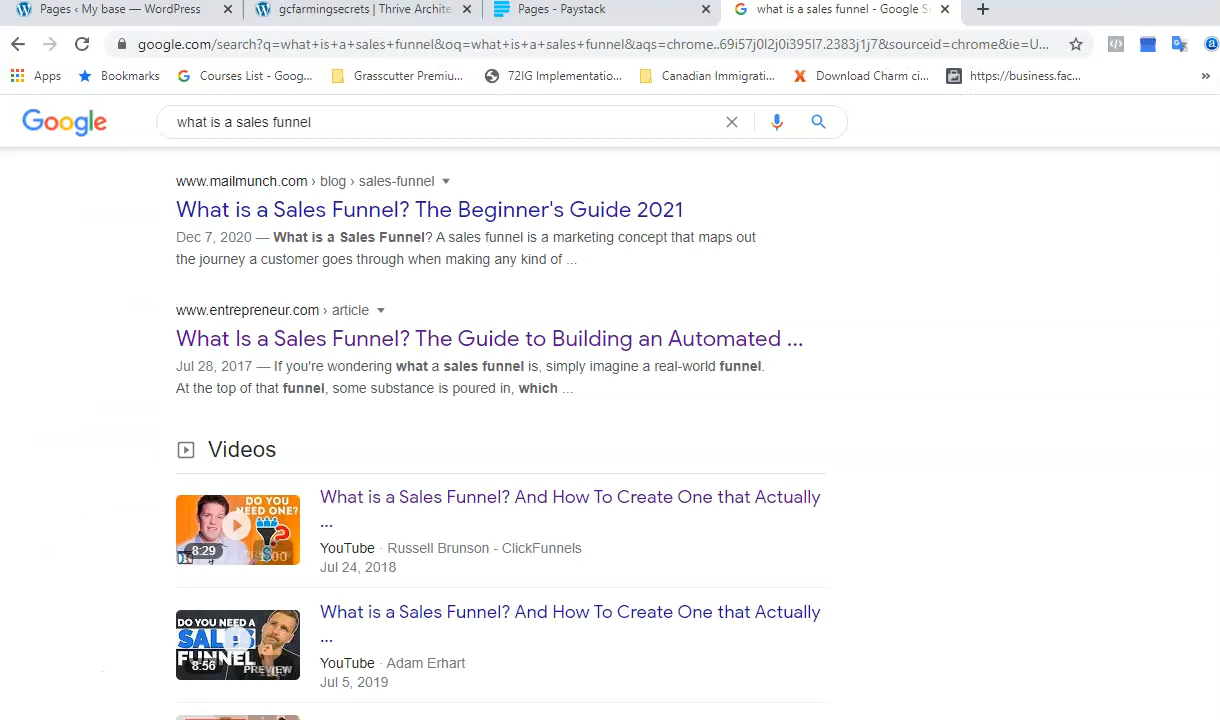 Pages ‹ My base — WordPress
gcfarmingsecrets | Thrive Archite
Pages - Paystack
what is a sales funnel - Google S
google.com/search?q=what+is+a+sales+funnel&oq=what+is+a+sales+funnel&aqs=chrome..69i57j0l2j0i395l7.2383j1j7&sourceid=chrome&ie=U...
Apps
Bookmarks
Courses List - Goog...
Grasscutter Premiu...
72IG Implementatio...
Canadian Immigrati...
Download Charm ci...
https://business.fac...
»
Google
what is a sales funnel
www.mailmunch.com › blog › sales-funnel
What is a Sales Funnel? The Beginner's Guide 2021
Dec 7, 2020 — What is a Sales Funnel? A sales funnel is a marketing concept that maps out
the journey a customer goes through when making any kind of ...
www.entrepreneur.com › article
What Is a Sales Funnel? The Guide to Building an Automated ...
Jul 28, 2017 — If you're wondering what a sales funnel is, simply imagine a real-world funnel.
At the top of that funnel, some substance is poured in, which ...
Videos
DO YOU
NEED ONE?
8:29
What is a Sales Funnel? And How To Create One that Actually
...
YouTube · Russell Brunson - ClickFunnels
Jul 24, 2018
DO YOU NEED A
SALES
FUNNEL
8:56
PREVIEW
What is a Sales Funnel? And How To Create One that Actually
...
YouTube · Adam Erhart
Jul 5, 2019